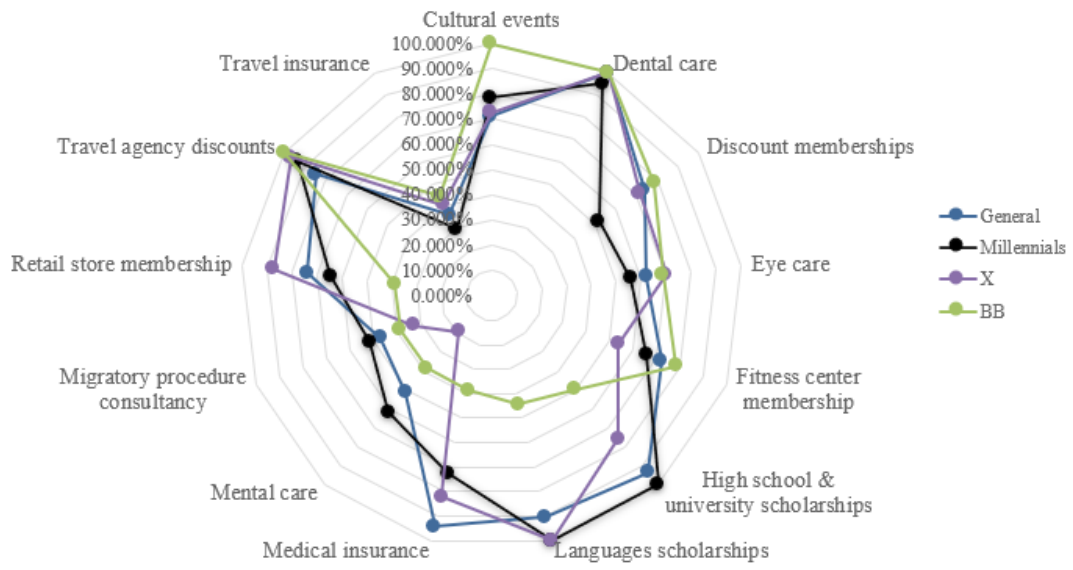 Cultural events
100.000%
90.000%
80.000%
70.000%
60.000%
50.000%
40.000%
30.000%
20.000%
10.000%
0.000%
Dental care
Discount memberships
Eye care
Fitness center
membership
High school &
university scholarships
Languages scholarships
Medical insurance
Mental care
Migratory procedure
consultancy
Retail store membership
Travel agency discounts
Travel insurance
General
Millennials
X
BB